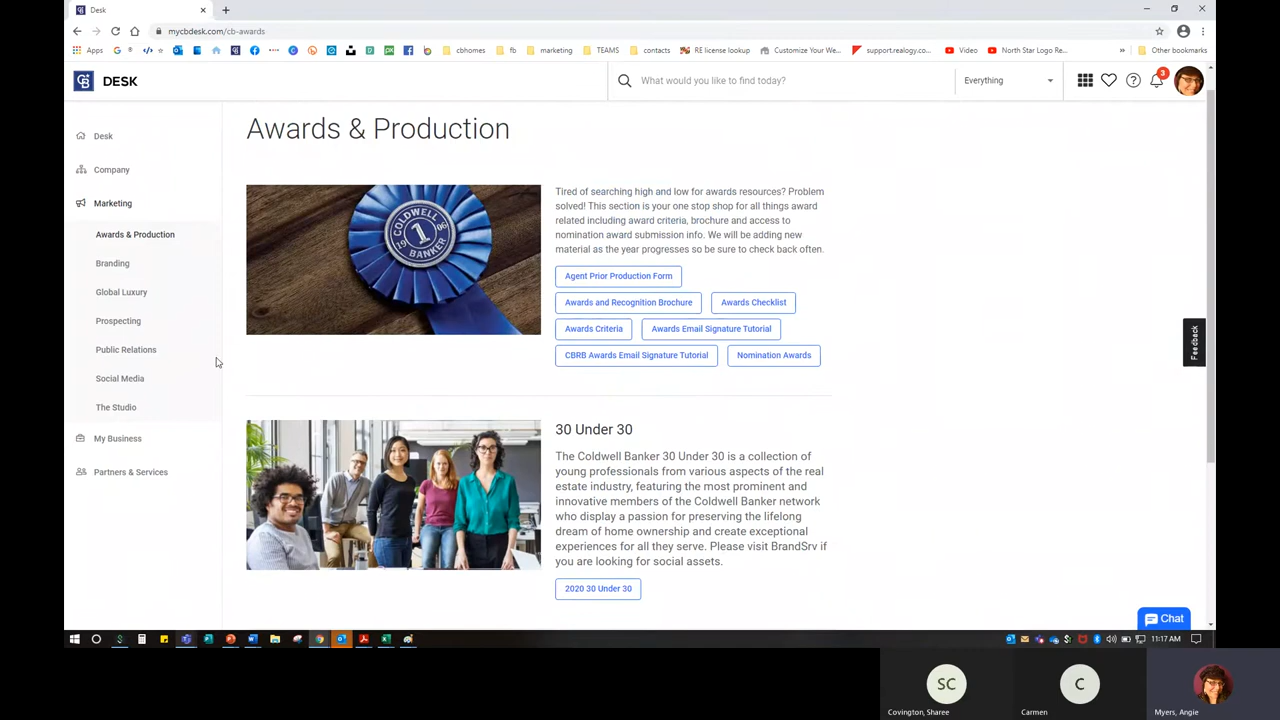 Desk
mycbdesk.com/cb-awards
Apps
cbhomes
fb
marketing
TEAMS
contacts
RE license lookup
Customize Your We...
support.realogy.co...
Video
North Star Logo Re...
Other bookmarks
DESK
What would you like to find today?
Everything
3
Desk
Company
Marketing
Awards & Production
Branding
Global Luxury
Prospecting
Public Relations
Social Media
The Studio
My Business
Partners & Services
Awards & Production
COLDWELL
1
19 06
BANKER
Tired of searching high and low for awards resources? Problem
solved! This section is your one stop shop for all things award
related including award criteria, brochure and access to
nomination award submission info. We will be adding new
material as the year progresses so be sure to check back often.
Agent Prior Production Form
Awards and Recognition Brochure Awards Checklist
Awards Criteria Awards Email Signature Tutorial
CBRB Awards Email Signature Tutorial Nomination Awards
30 Under 30
The Coldwell Banker 30 Under 30 is a collection of
young professionals from various aspects of the real
estate industry, featuring the most prominent and
innovative members of the Coldwell Banker network
who display a passion for preserving the lifelong
dream of home ownership and create exceptional
experiences for all they serve. Please visit BrandSrv if
you are looking for social assets.
2020 30 Under 30
Feedback
Chat
11:17 AM
SC
Covington, Sharee
C
Carmen
Myers, Angie